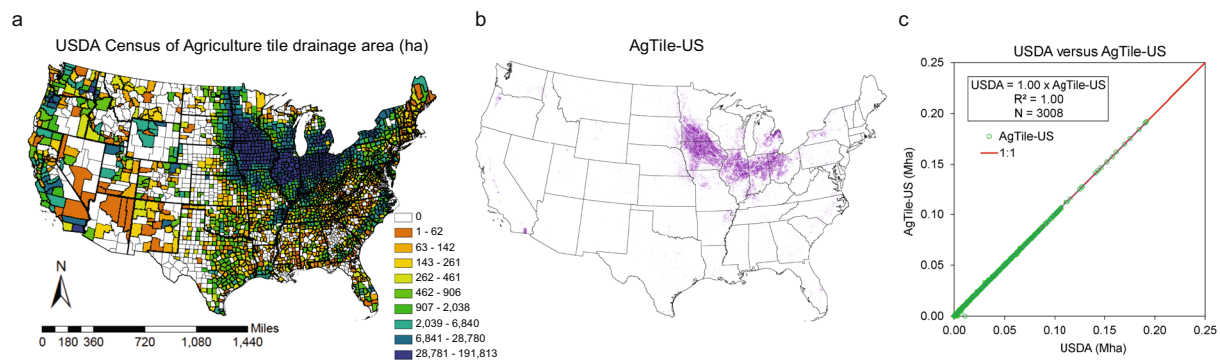 a
USDA Census of Agriculture tile drainage area (ha)
0
1 - 62
63 - 142
143 - 261
262 - 461
462 - 906
907 - 2,038
2,039 - 6,840
6,841 - 28,780
28,781 - 191,813
N
Miles
0 180 360 720 1,080 1,440
b
AgTile-US
c
USDA versus AgTile-US
USDA = 1.00 x AgTile-US
R² = 1.00
N = 3008
AgTile-US
1:1
AgTile-US (Mha)
0.25
0.20
0.15
0.10
0.05
0.00
0.00 0.05 0.10 0.15 0.20 0.25
USDA (Mha)